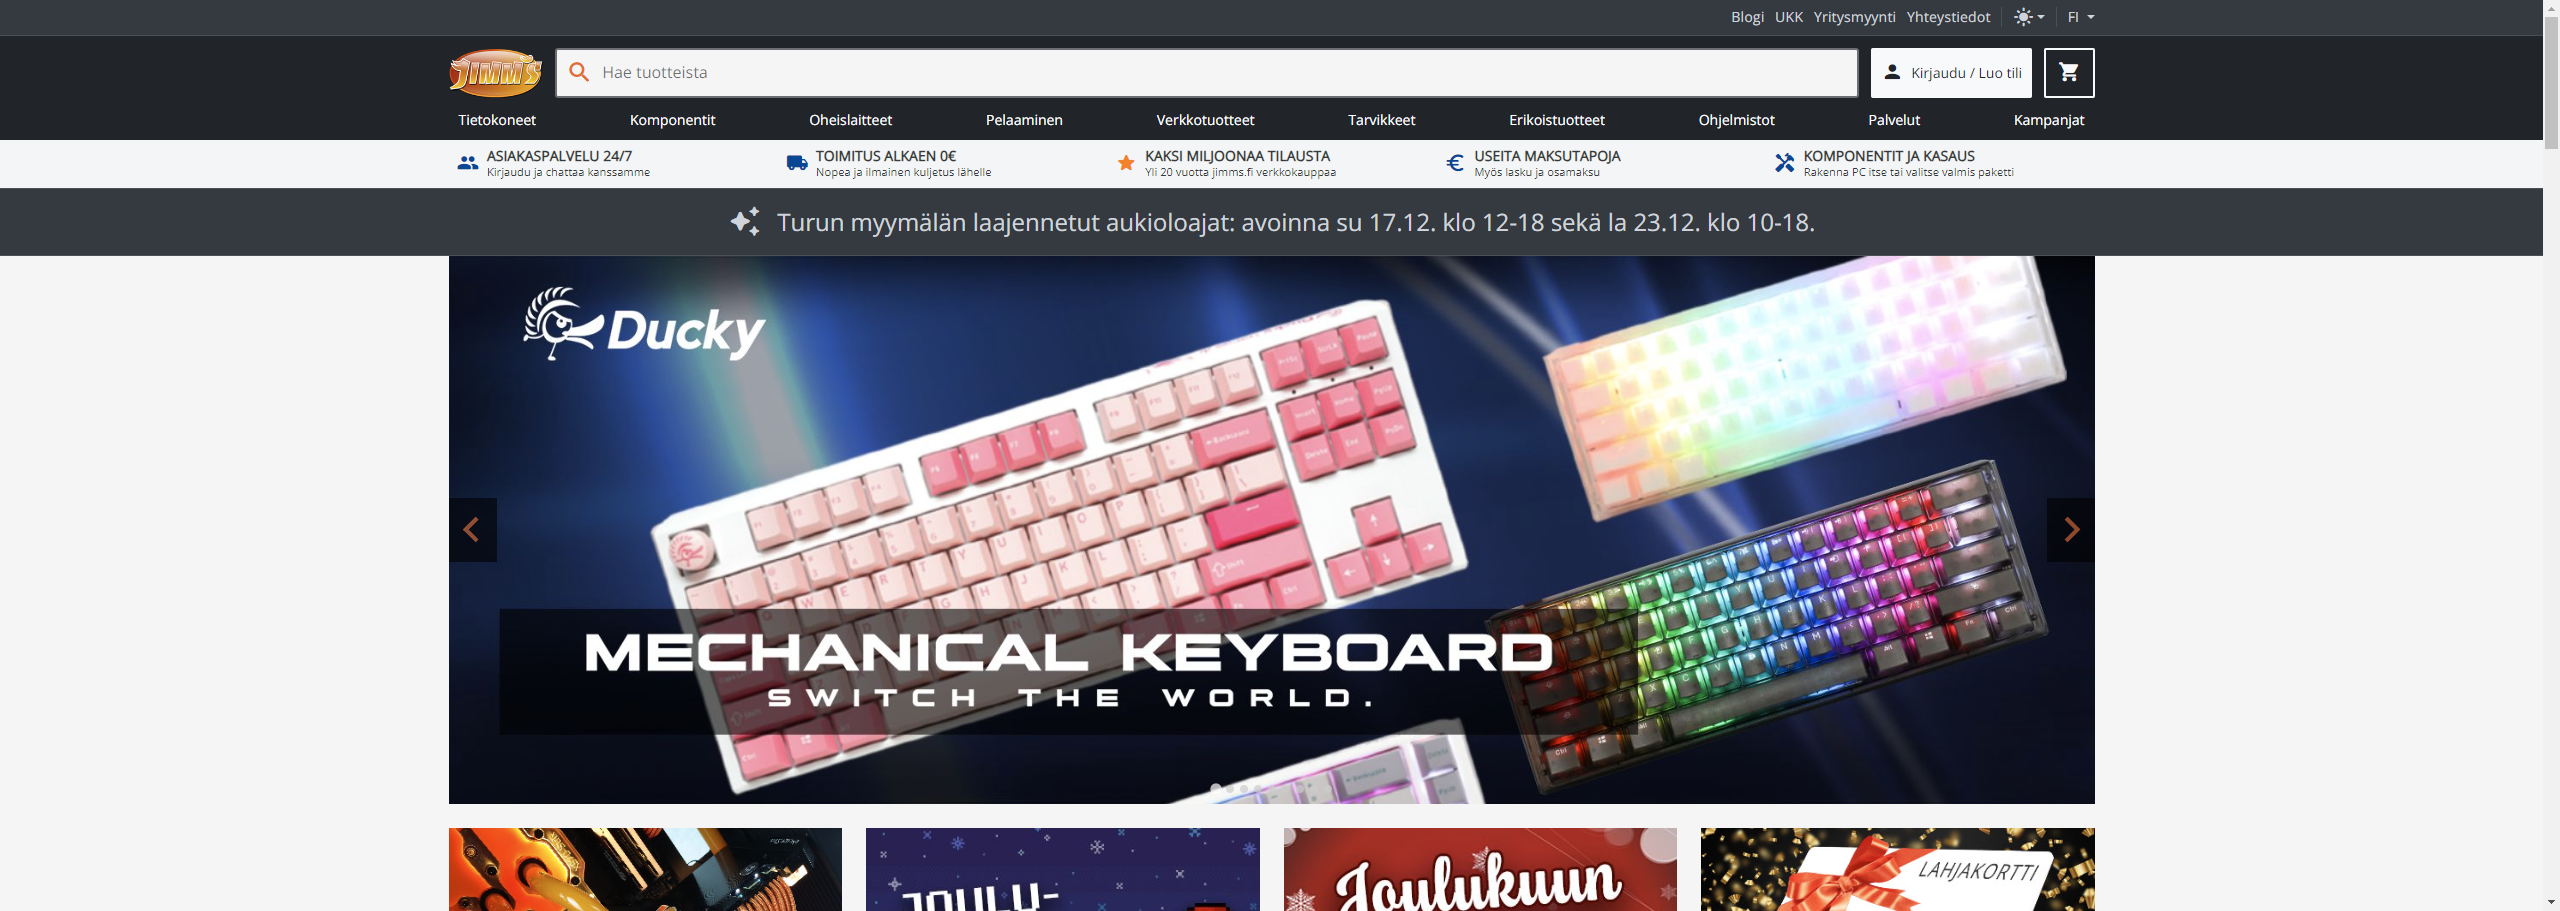 Blogi UKK Yritysmyynti Yhteystiedot FI
JIMM'S
Hae tuotteista
Kirjaudu / Luo tili
Tietokoneet Komponentit Oheislaitteet Pelaaminen Verkkotuotteet Tarvikkeet Erikoistuotteet Ohjelmistot Palvelut Kampanjat
ASIAKASPALVELU 24/7
Kirjaudu ja chattaa kanssamme
TOIMITUS ALKAEN 0€
Nopea ja ilmainen kuljetus lähelle
KAKSI MILJOONAA TILAUSTA
Yli 20 vuotta jimms.fi verkkokauppaa
USEITA MAKSUTAPOJA
Myös lasku ja osamaksu
KOMPONENTIT JA KASAUS
Rakenna PC itse tai valitse valmis paketti
Turun myymälän laajennetut aukioloajat: avoinna su 17.12. klo 12-18 sekä la 23.12. klo 10-18.
Ducky
MECHANICAL KEYBOARD
SWITCH THE WORLD.
JOULU-
Joulukuun
LAHJAKORTTI